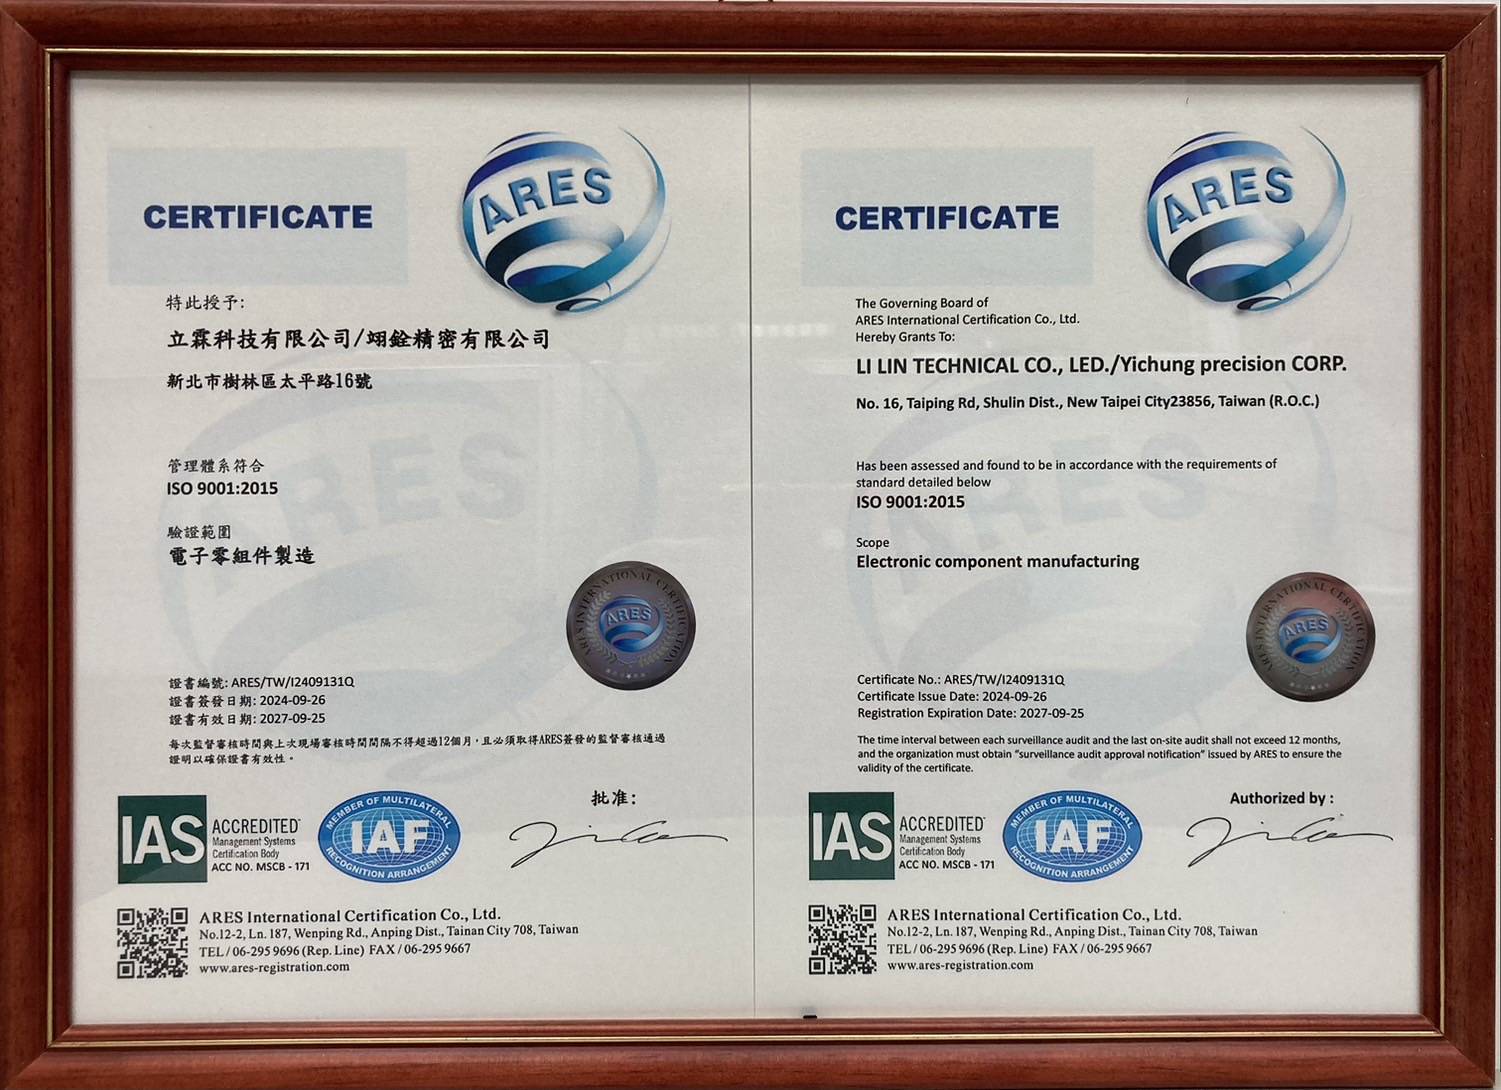 CERTIFICATE
ARES
特此授予:
立霖科技有限公司/翊銓精密有限公司
新北市樹林區太平路16號
管理體系符合
ISO 9001:2015
驗證範圍
電子零組件製造
ARES INTERNATIONAL CERTIFICATION
ARES
證書編號: ARES/TW/I2409131Q
證書簽發日期: 2024-09-26
證書有效日期: 2027-09-25
每次監督審核時間與上次現場審核時間間隔不得超過12個月，且必須取得ARES簽發的監督審核通過
證明以確保證書有效性。
批准:
IAS
ACCREDITED
Management Systems
Certification Body
ACC NO. MSCB - 171
MEMBER OF MULTILATERAL
IAF
RECOGNITION ARRANGEMENT
ARES International Certification Co., Ltd.
No.12-2, Ln. 187, Wenping Rd., Anping Dist., Tainan City 708, Taiwan
TEL / 06-295 9696 (Rep. Line) FAX / 06-295 9667
www.ares-registration.com
CERTIFICATE
ARES
The Governing Board of
ARES International Certification Co., Ltd.
Hereby Grants To:
LI LIN TECHNICAL CO., LED./Yichung precision CORP.
No. 16, Taiping Rd, Shulin Dist., New Taipei City23856, Taiwan (R.O.C.)
Has been assessed and found to be in accordance with the requirements of
standard detailed below
ISO 9001:2015
Scope
Electronic component manufacturing
ARES INTERNATIONAL CERTIFICATION
ARES
Certificate No.: ARES/TW/I2409131Q
Certificate Issue Date: 2024-09-26
Registration Expiration Date: 2027-09-25
The time interval between each surveillance audit and the last on-site audit shall not exceed 12 months,
and the organization must obtain "surveillance audit approval notification" issued by ARES to ensure the
validity of the certificate.
Authorized by :
IAS
ACCREDITED
Management Systems
Certification Body
ACC NO. MSCB - 171
MEMBER OF MULTILATERAL
IAF
RECOGNITION ARRANGEMENT
ARES International Certification Co., Ltd.
No.12-2, Ln. 187, Wenping Rd., Anping Dist., Tainan City 708, Taiwan
TEL / 06-295 9696 (Rep. Line) FAX / 06-295 9667
www.ares-registration.com